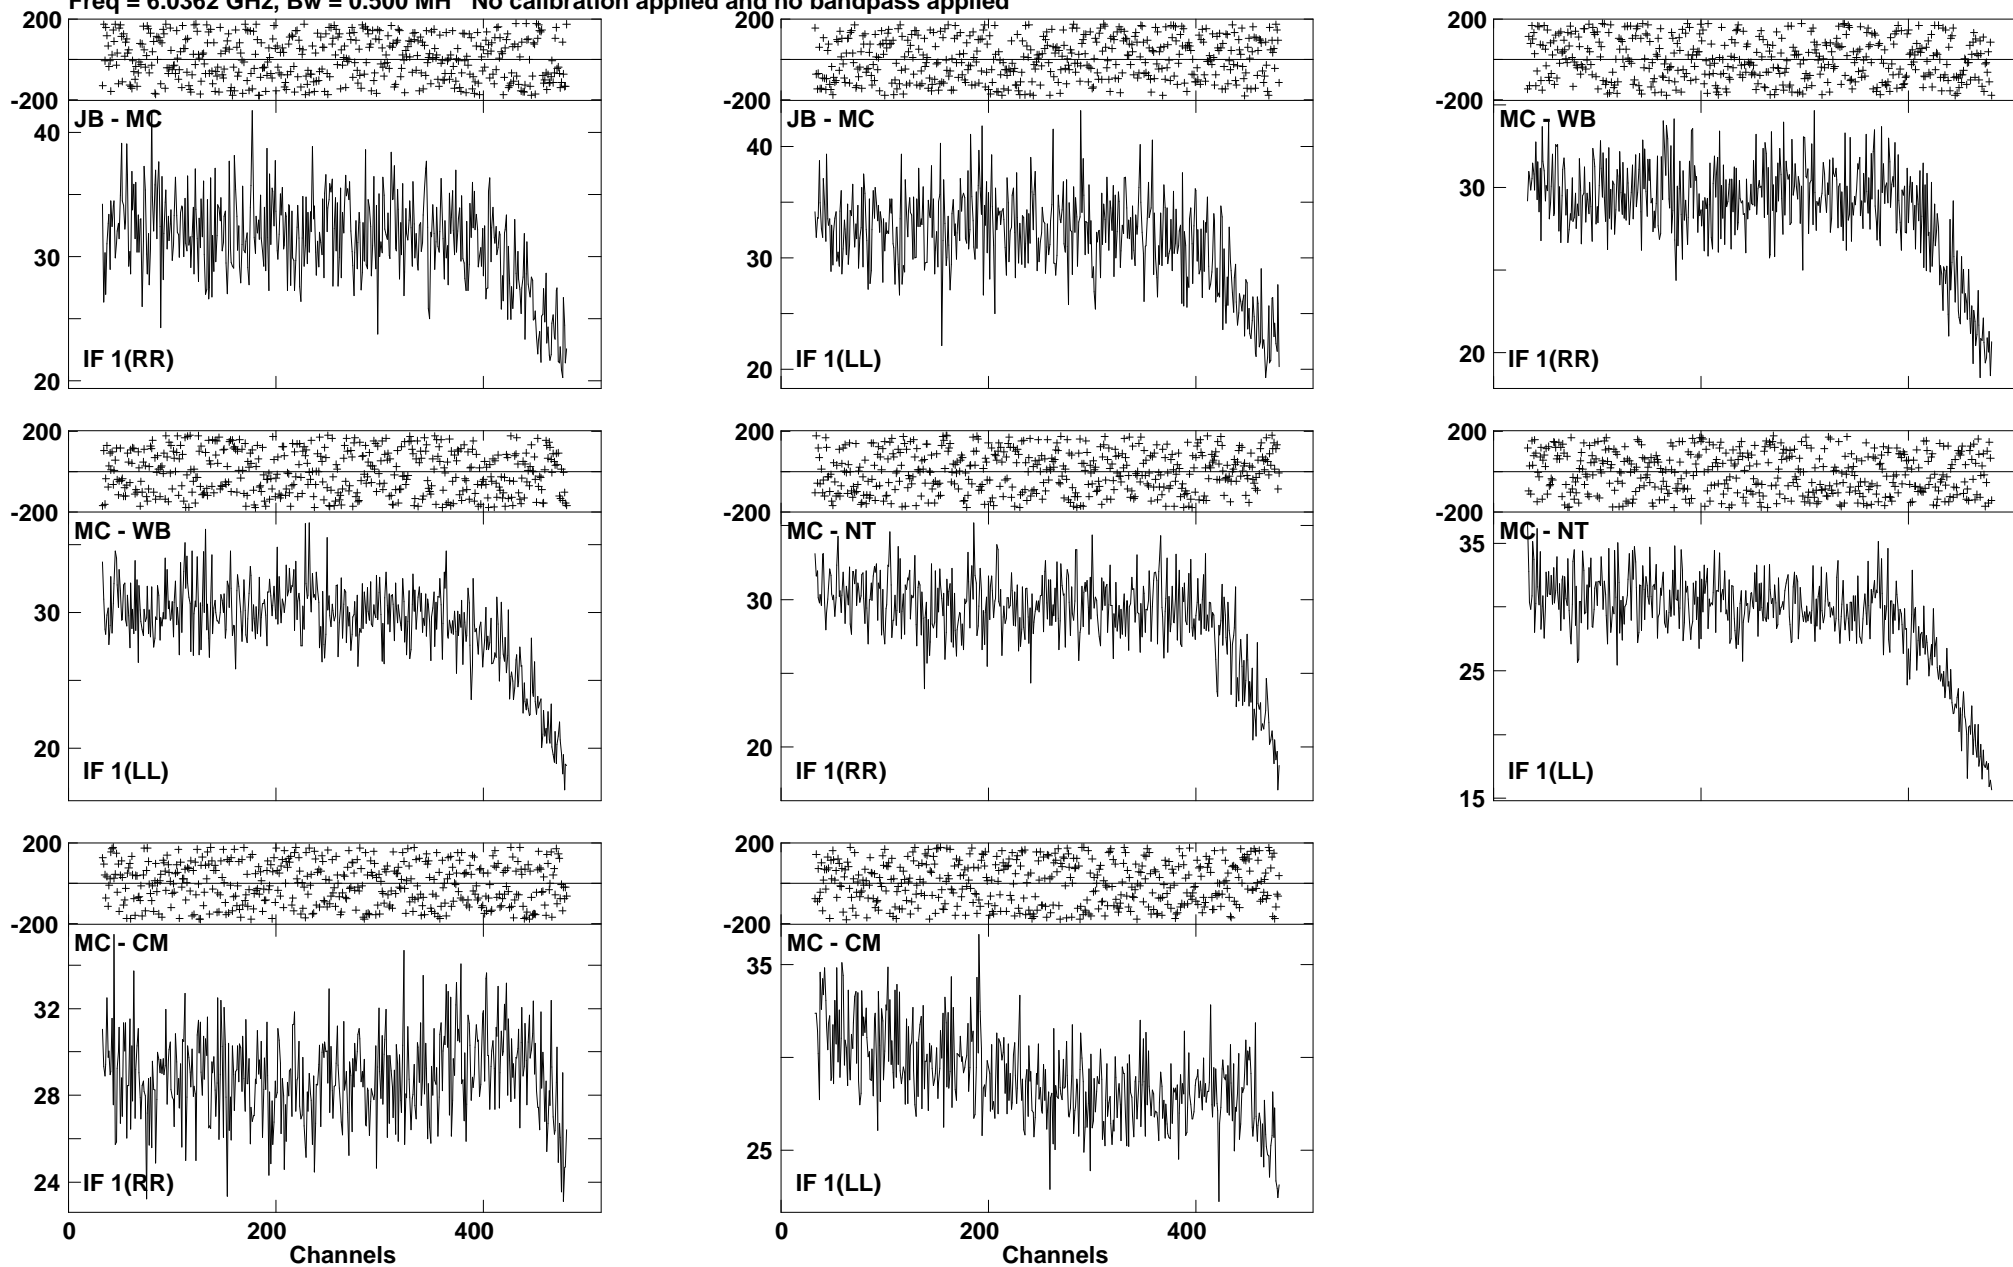 Freq = 6.0362 GHz, Bw = 0.500 MH No calibration applied and no bandpass applied
200
-200
JB - MC
40
30
20
IF 1(RR)
200
-200
JB - MC
40
30
20
IF 1(LL)
200
-200
MC - WB
30
20
IF 1(RR)
200
-200
MC - WB
30
20
IF 1(LL)
200
-200
MC - NT
30
20
IF 1(RR)
200
-200
MC - NT
35
25
15
IF 1(LL)
200
-200
MC - CM
32
28
24
IF 1(RR)
0 200 400
Channels
200
-200
MC - CM
35
25
IF 1(LL)
0 200 400
Channels